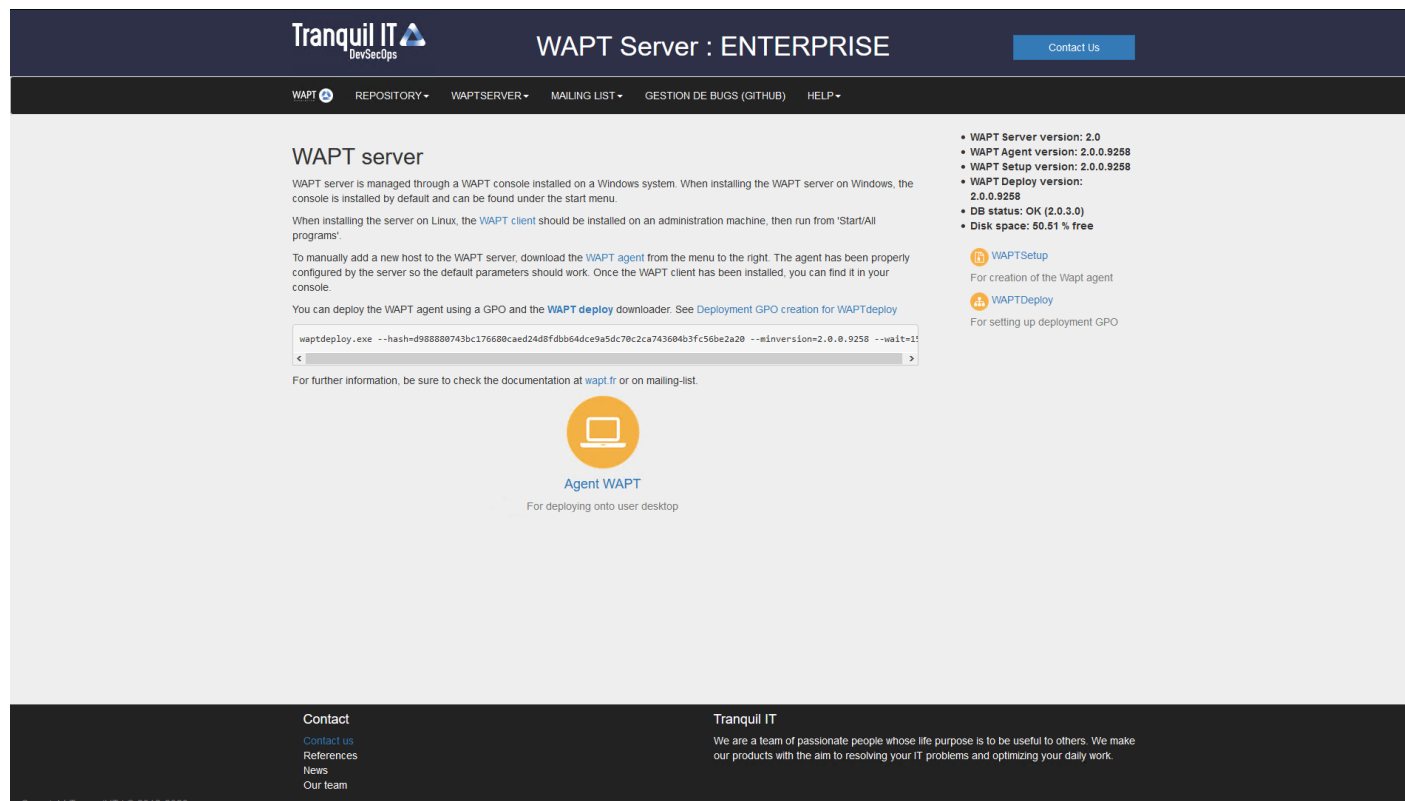 Tranquil IT
DevSecOps
WAPT Server : ENTERPRISE
Contact Us
WAPT
REPOSITORY
WAPTSERVER
MAILING LIST
GESTION DE BUGS (GITHUB)
HELP
WAPT server
WAPT server is managed through a WAPT console installed on a Windows system. When installing the WAPT server on Windows, the
console is installed by default and can be found under the start menu.
When installing the server on Linux, the WAPT client should be installed on an administration machine, then run from 'Start/All
programs'.
To manually add a new host to the WAPT server, download the WAPT agent from the menu to the right. The agent has been properly
configured by the server so the default parameters should work. Once the WAPT client has been installed, you can find it in your
console.
You can deploy the WAPT agent using a GPO and the WAPT deploy downloader. See Deployment GPO creation for WAPTdeploy
waptdeploy.exe --hash=d988880743bc176680caed24d8fdbb64dce9a5dc70c2ca743604b3fc56be2a20 --minversion=2.0.0.9258 --wait=15
For further information, be sure to check the documentation at wapt.fr or on mailing-list.
Agent WAPT
For deploying onto user desktop
WAPT Server version: 2.0
WAPT Agent version: 2.0.0.9258
WAPT Setup version: 2.0.0.9258
WAPT Deploy version:
2.0.0.9258
DB status: OK (2.0.3.0)
Disk space: 50.51 % free
WAPTSetup
For creation of the Wapt agent
WAPTDeploy
For setting up deployment GPO
Contact
Contact us
References
News
Our team
Tranquil IT
We are a team of passionate people whose life purpose is to be useful to others. We make
our products with the aim to resolving your IT problems and optimizing your daily work.